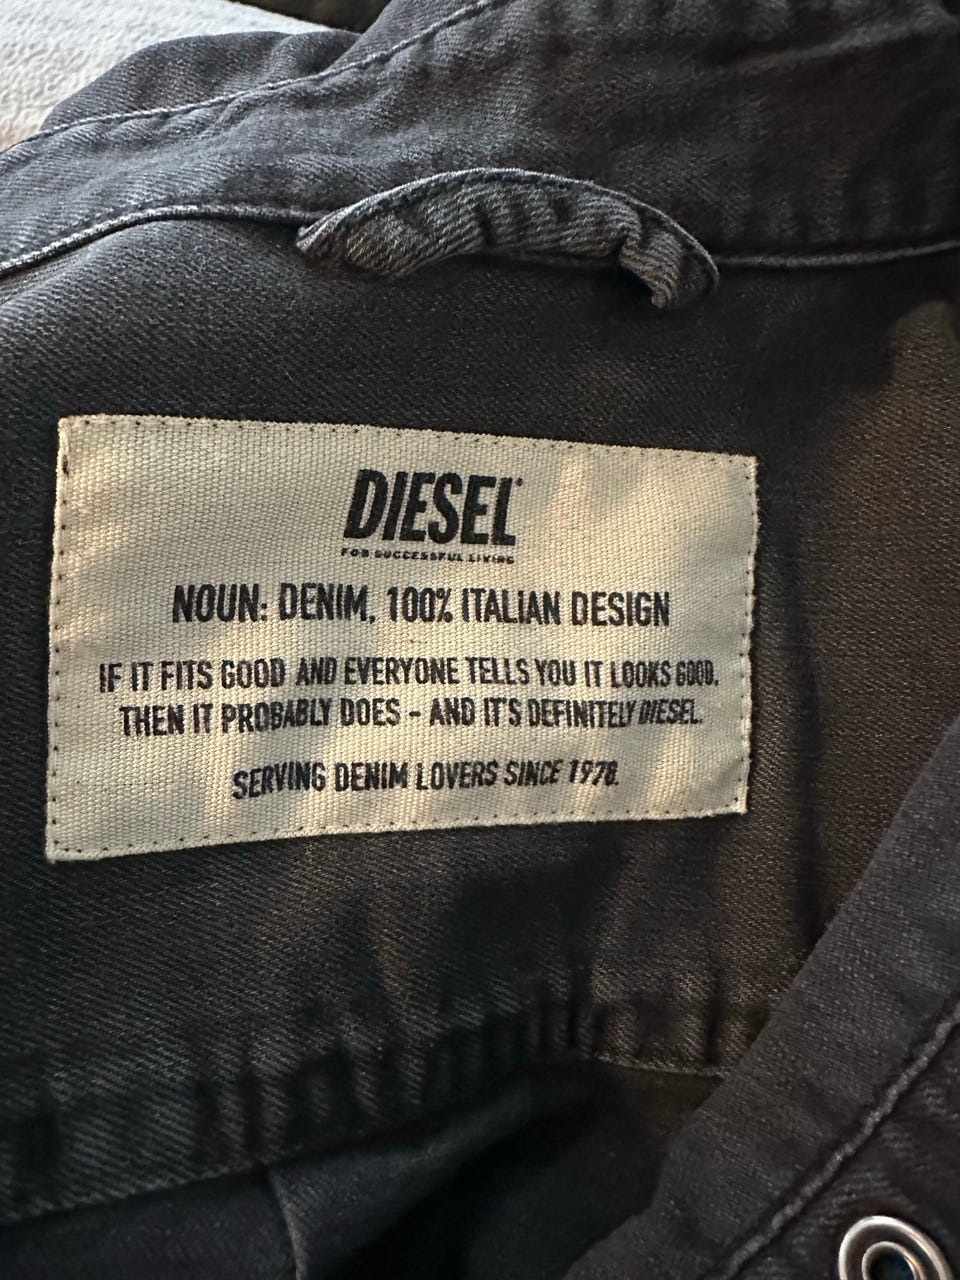 DIESEL
FOR SUCCESSFUL LIVING
NOUN: DENIM, 100% ITALIAN DESIGN
IF IT FITS GOOD AND EVERYONE TELLS YOU IT LOOKS GOOD,
THEN IT PROBABLY DOES - AND IT'S DEFINITELY DIESEL.
SERVING DENIM LOVERS SINCE 1978.